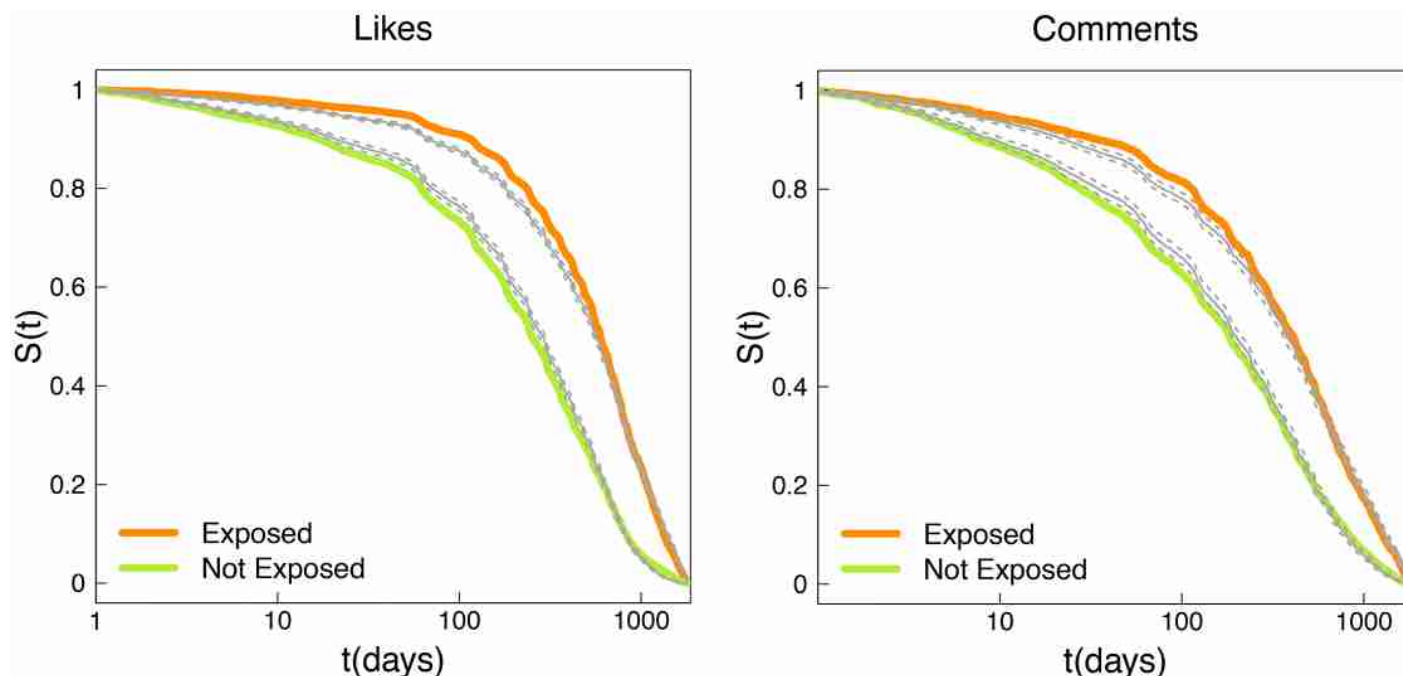 Likes
S(t)
1
0.8
0.6
0.4
0.2
0
Exposed
Not Exposed
1
10
100
1000
t(days)
Comments
S(t)
1
0.8
0.6
0.4
0.2
0
Exposed
Not Exposed
10
100
1000
t(days)